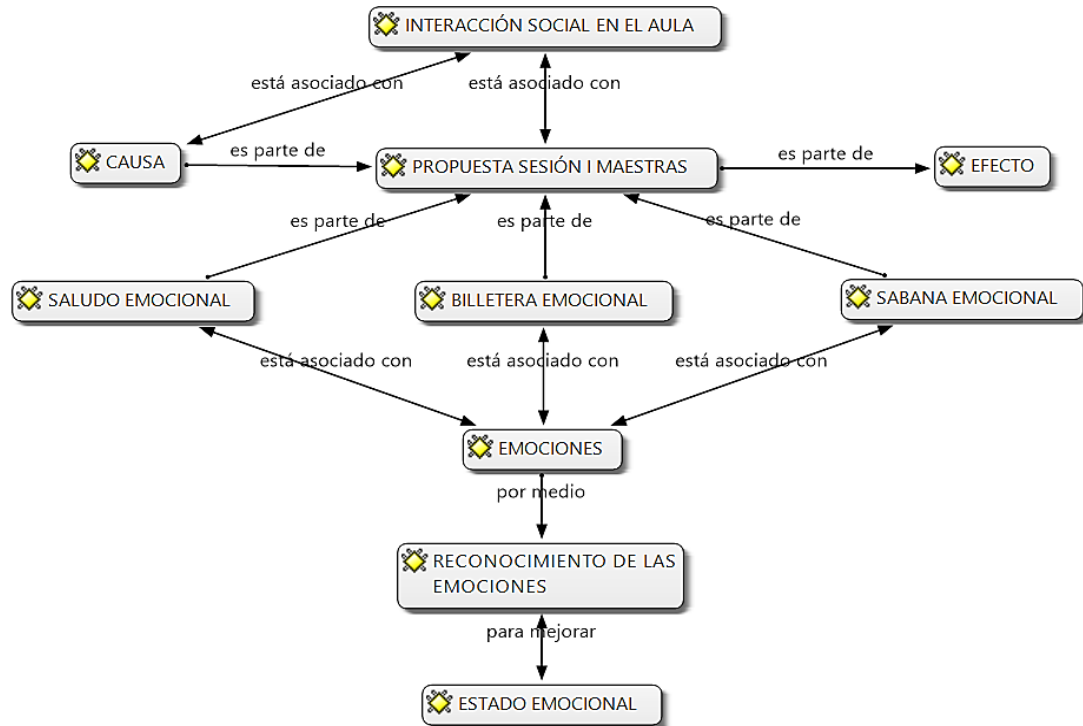 INTERACCIÓN SOCIAL EN EL AULA
está asociado con
está asociado con
CAUSA
es parte de
PROPUESTA SESIÓN I MAESTRAS
es parte de
EFECTO
es parte de
es parte de
es parte de
SALUDO EMOCIONAL
BILLETERA EMOCIONAL
SABANA EMOCIONAL
está asociado con
está asociado con
está asociado con
EMOCIONES
por medio
RECONOCIMIENTO DE LAS
EMOCIONES
para mejorar
ESTADO EMOCIONAL